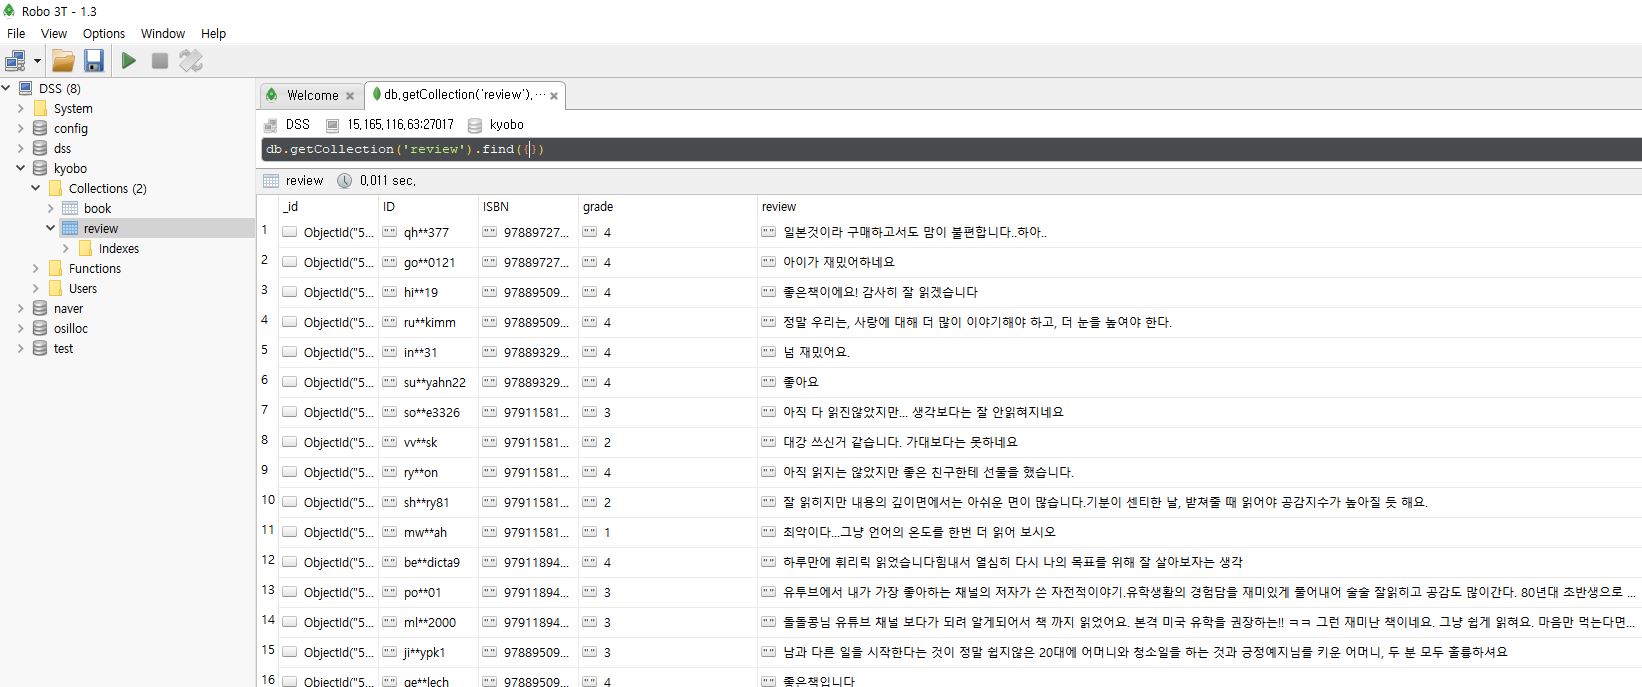 Robo 3T - 1.3
File View Options Window Help
DSS (8)
System
config
dss
kyobo
Collections (2)
book
review
Indexes
Functions
Users
naver
osilloc
test
Welcome db.getCollection('review'). ···
DSS 15.165.116.63:27017 kyobo
db.getCollection('review').find({})
review 0.011 sec.
_id ID ISBN grade review
1 ObjectId("5... qh**377 97889727... 4 일본것이라 구매하고서도 맘이 불편합니다..하아..
2 ObjectId("5... go**0121 97889727... 4 아이가 재밌어하네요
3 ObjectId("5... hi**19 97889509... 4 좋은책이에요! 감사히 잘 읽겠습니다
4 ObjectId("5... ru**kimm 97889509... 4 정말 우리는, 사랑에 대해 더 많이 이야기해야 하고, 더 눈을 높여야 한다.
5 ObjectId("5... in**31 97889329... 4 넘 재밌어요.
6 ObjectId("5... su**yahn22 97889329... 4 좋아요
7 ObjectId("5... so**e3326 97911581... 3 아직 다 읽진않았지만... 생각보다는 잘 안읽혀지네요
8 ObjectId("5... vv**sk 97911581... 2 대강 쓰신거 같습니다. 가대보다는 못하네요
9 ObjectId("5... ry**on 97911581... 4 아직 읽지는 않았지만 좋은 친구한테 선물을 했습니다.
10 ObjectId("5... sh**ry81 97911581... 2 잘 읽히지만 내용의 깊이면에서는 아쉬운 면이 많습니다.기분이 센티한 날, 받쳐줄 때 읽어야 공감지수가 높아질 듯 해요.
11 ObjectId("5... mw**ah 97911581... 1 최악이다...그냥 언어의 온도를 한번 더 읽어 보시오
12 ObjectId("5... be**dicta9 97911894... 4 하루만에 휘리릭 읽었습니다힘내서 열심히 다시 나의 목표를 위해 잘 살아보자는 생각
13 ObjectId("5... po**01 97911894... 3 유투브에서 내가 가장 좋아하는 채널의 저자가 쓴 자전적이야기.유학생활의 경험담을 재미있게 풀어내어 술술 잘읽히고 공감도 많이간다. 80년대 초반생으로 ...
14 ObjectId("5... ml**2000 97911894... 3 돌돌콩님 유튜브 채널 보다가 되려 알게되어서 책 까지 읽었어요. 본격 미국 유학을 권장하는!! ㅋㅋ 그런 재미난 책이네요. 그냥 쉽게 읽혀요. 마음만 먹는다면...
15 ObjectId("5... ji**ypk1 97889509... 3 남과 다른 일을 시작한다는 것이 정말 쉽지않은 20대에 어머니와 청소일을 하는 것과 긍정예지님를 키운 어머니, 두 분 모두 훌륭하셔요
16 ObjectId("5... ge**lech 97889509... 4 좋은책입니다